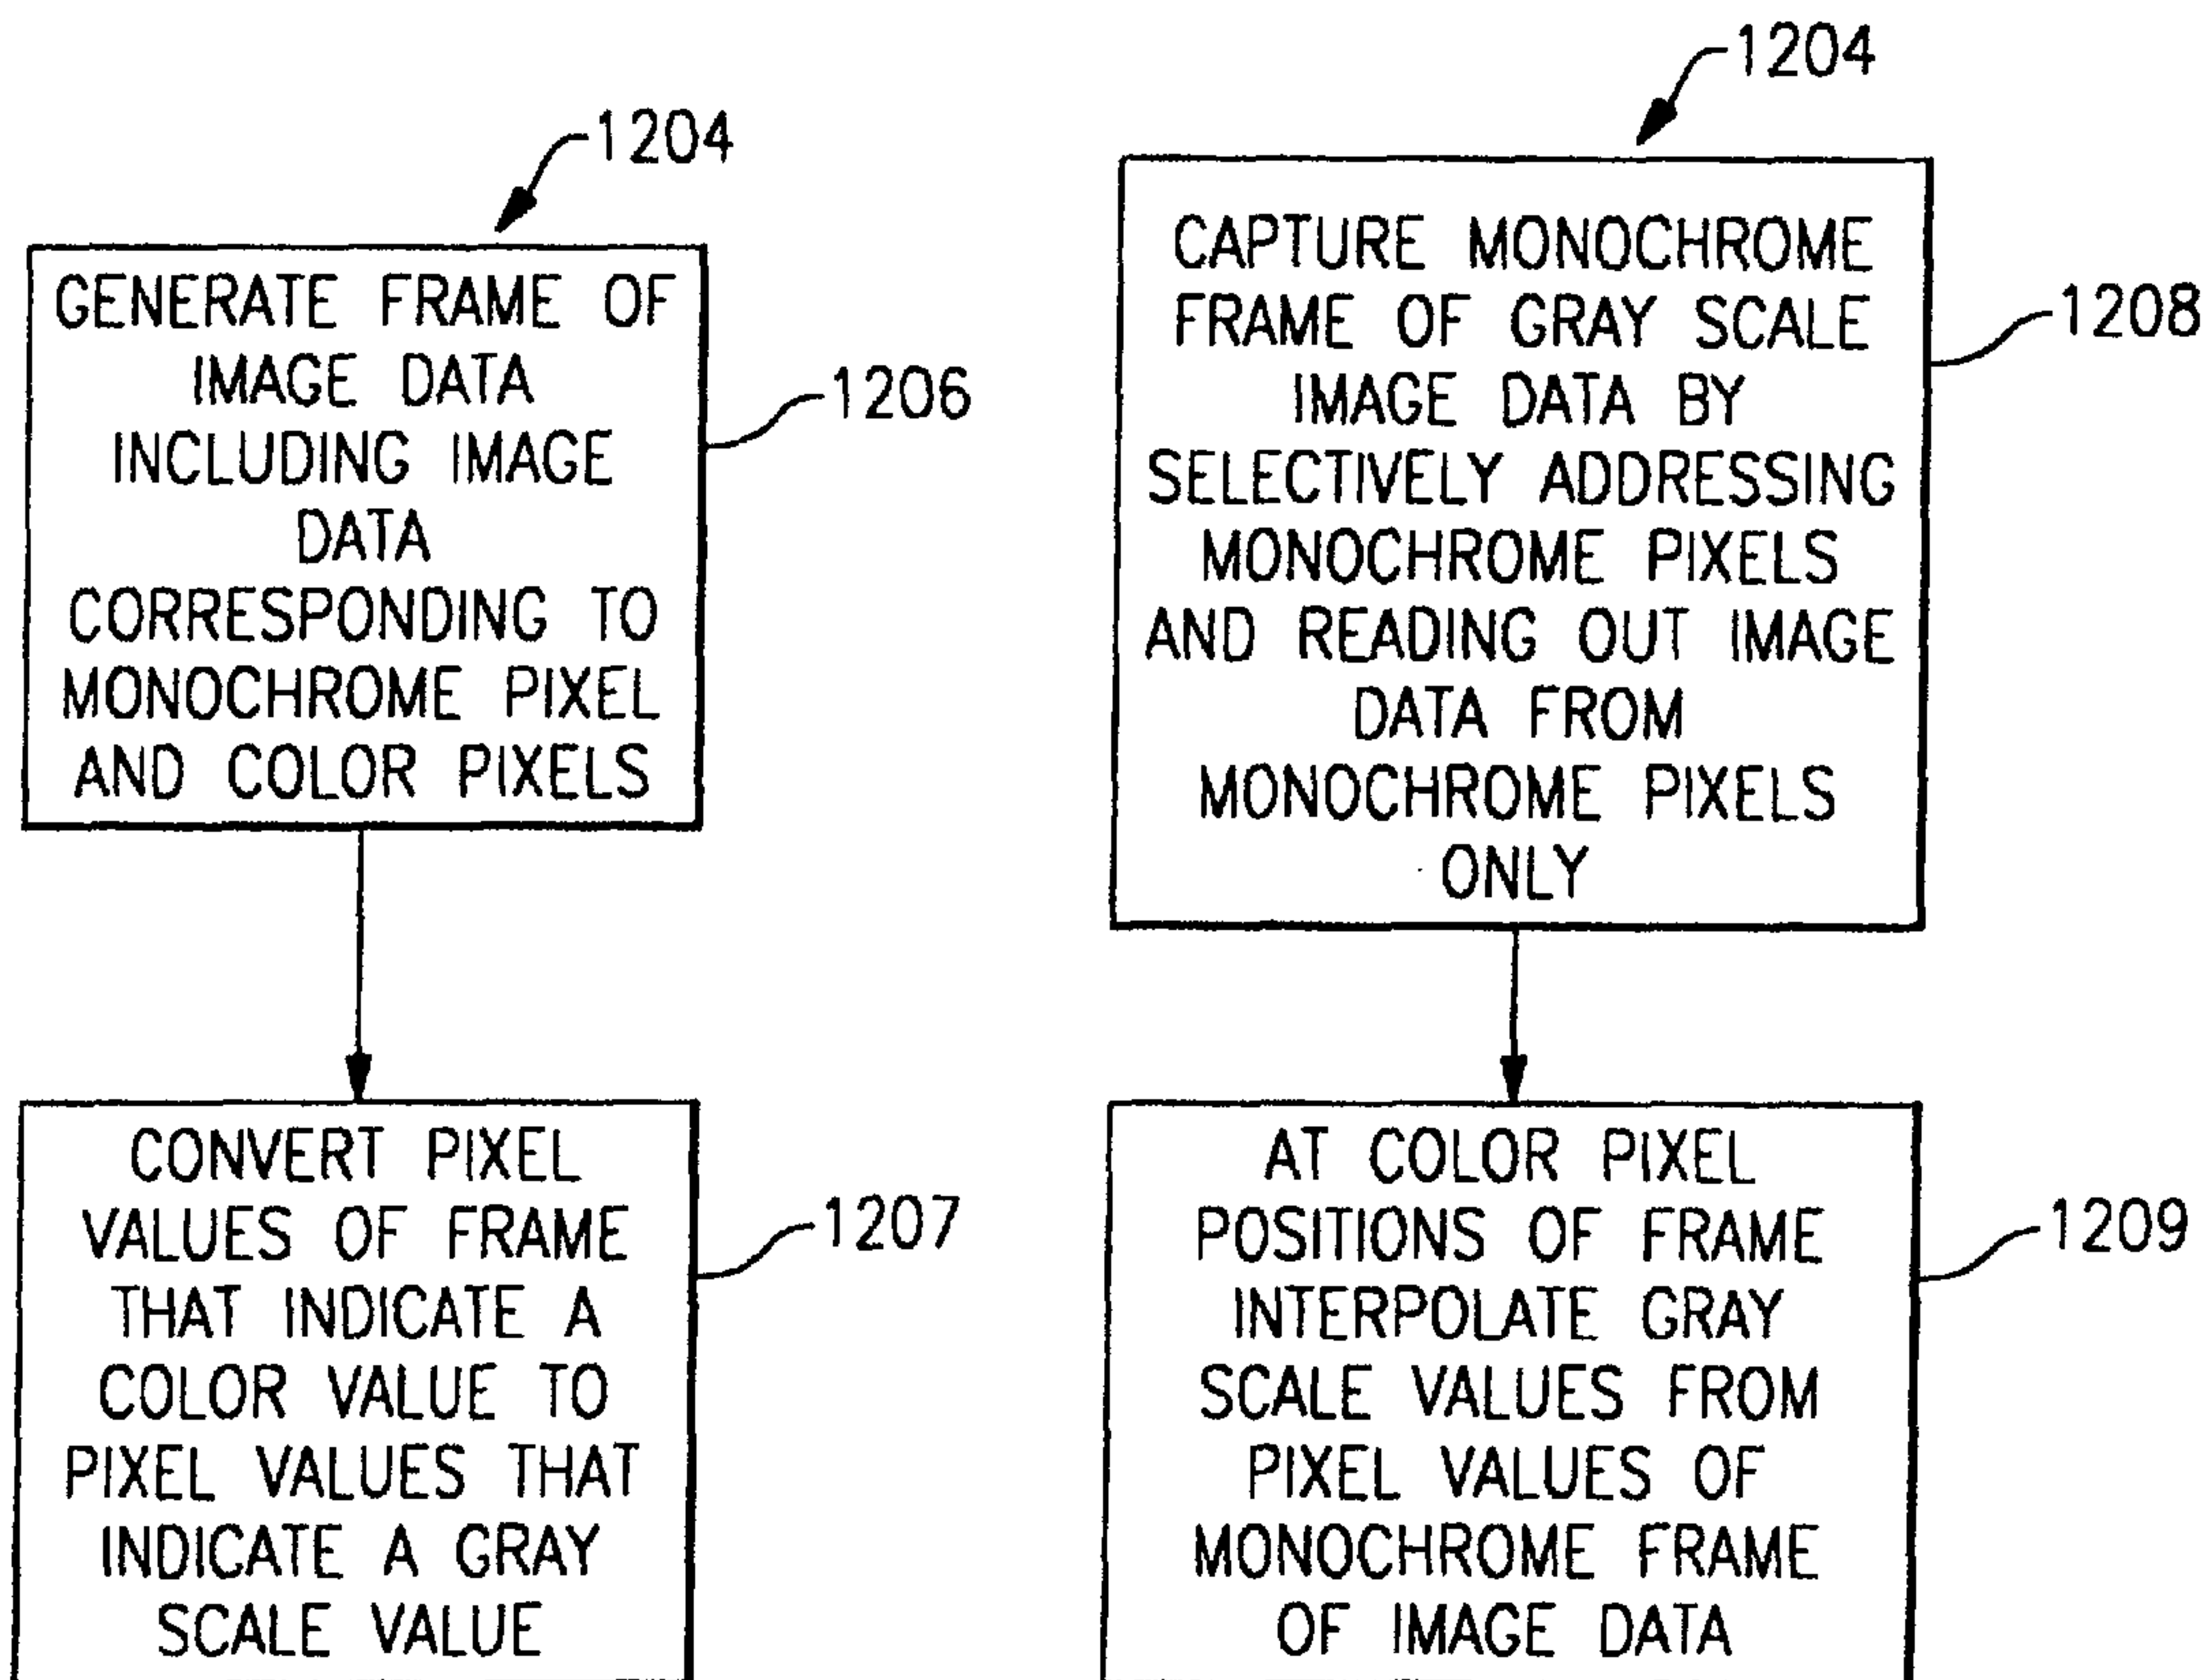 1204
GENERATE FRAME OF
IMAGE DATA
INCLUDING IMAGE
DATA
CORRESPONDING TO
MONOCHROME PIXEL
AND COLOR PIXELS
1206
CONVERT PIXEL
VALUES OF FRAME
THAT INDICATE A
COLOR VALUE TO
PIXEL VALUES THAT
INDICATE A GRAY
SCALE VALUE
1207
1204
CAPTURE MONOCHROME
FRAME OF GRAY SCALE
IMAGE DATA BY
SELECTIVELY ADDRESSING
MONOCHROME PIXELS
AND READING OUT IMAGE
DATA FROM
MONOCHROME PIXELS
ONLY
1208
AT COLOR PIXEL
POSITIONS OF FRAME
INTERPOLATE GRAY
SCALE VALUES FROM
PIXEL VALUES OF
MONOCHROME FRAME
OF IMAGE DATA
1209